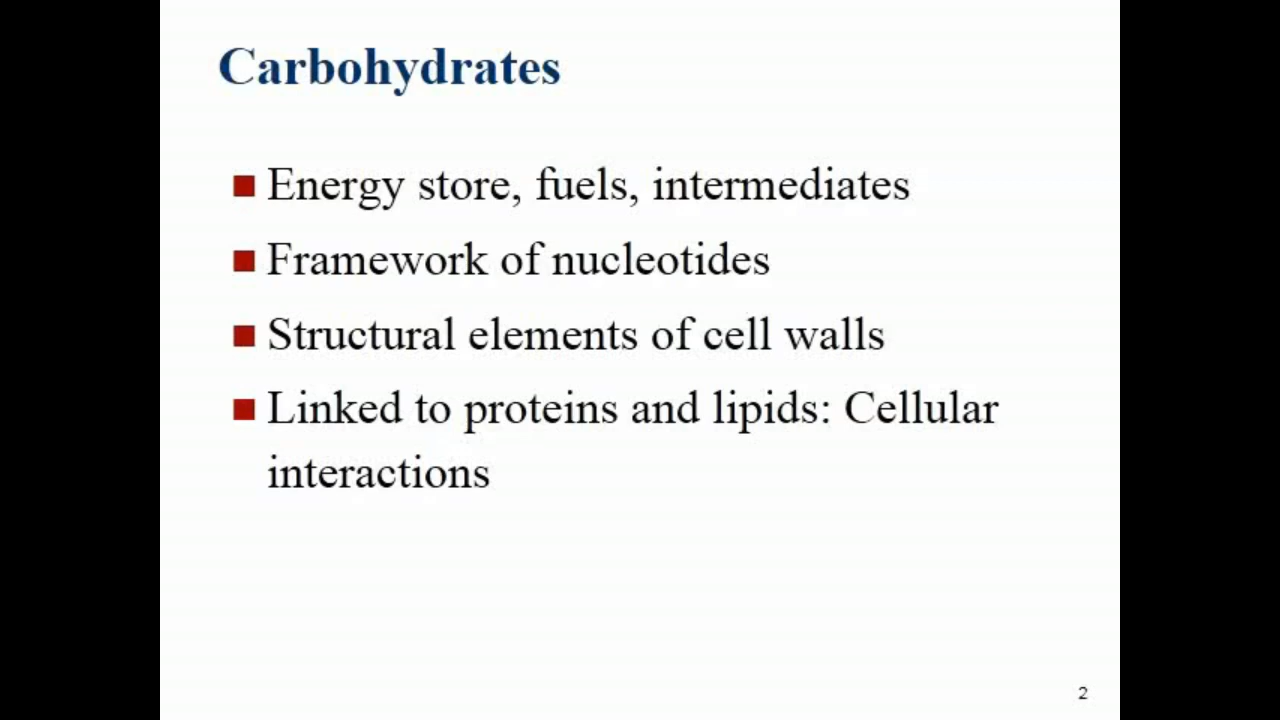 Carbohydrates
Energy store, fuels, intermediates
Framework of nucleotides
Structural elements of cell walls
Linked to proteins and lipids: Cellular
interactions
2